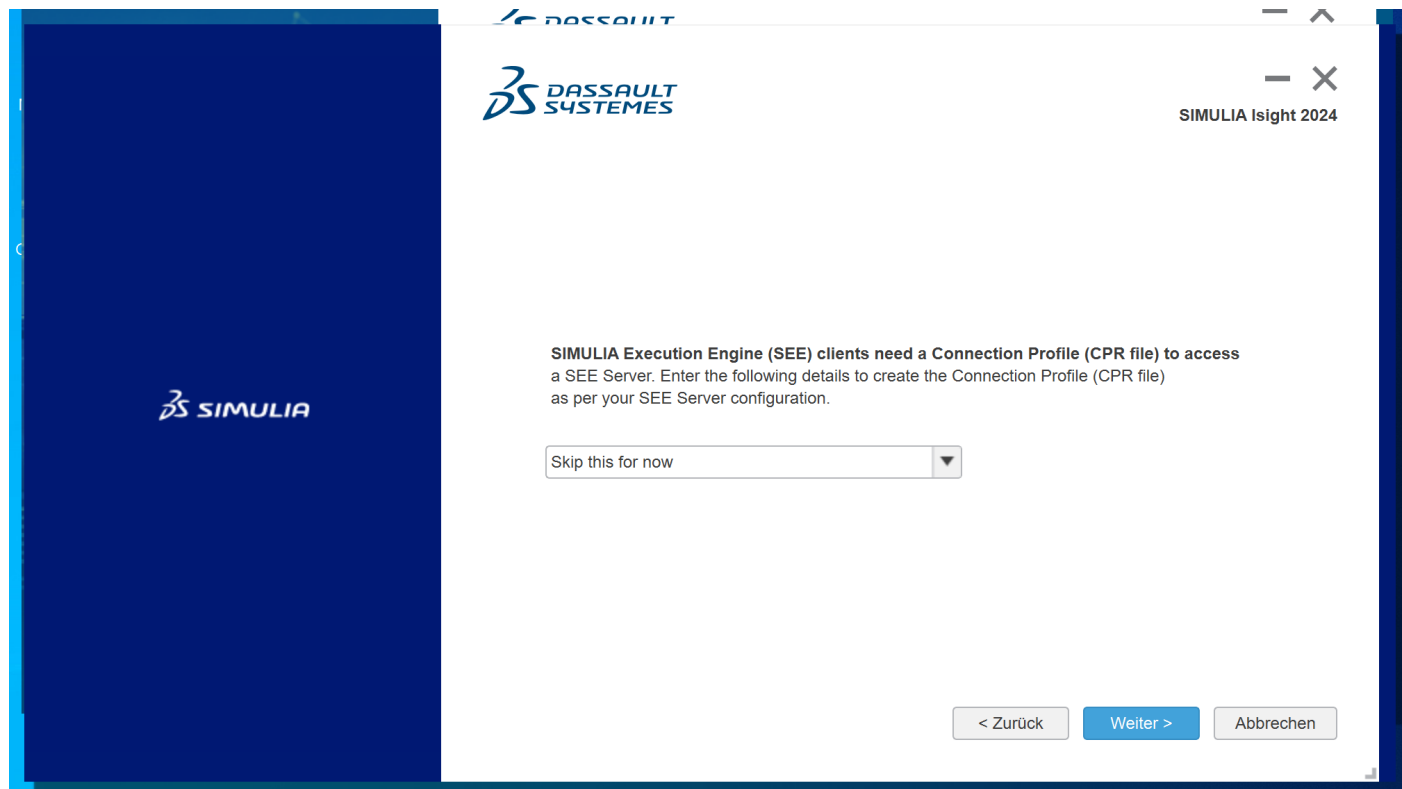 DASSAULT
DASSAULT
SYSTEMES
SIMULIA Isight 2024
SIMULIA Execution Engine (SEE) clients need a Connection Profile (CPR file) to access
a SEE Server. Enter the following details to create the Connection Profile (CPR file)
as per your SEE Server configuration.
SIMULIA
Skip this for now
< Zurück
Weiter >
Abbrechen